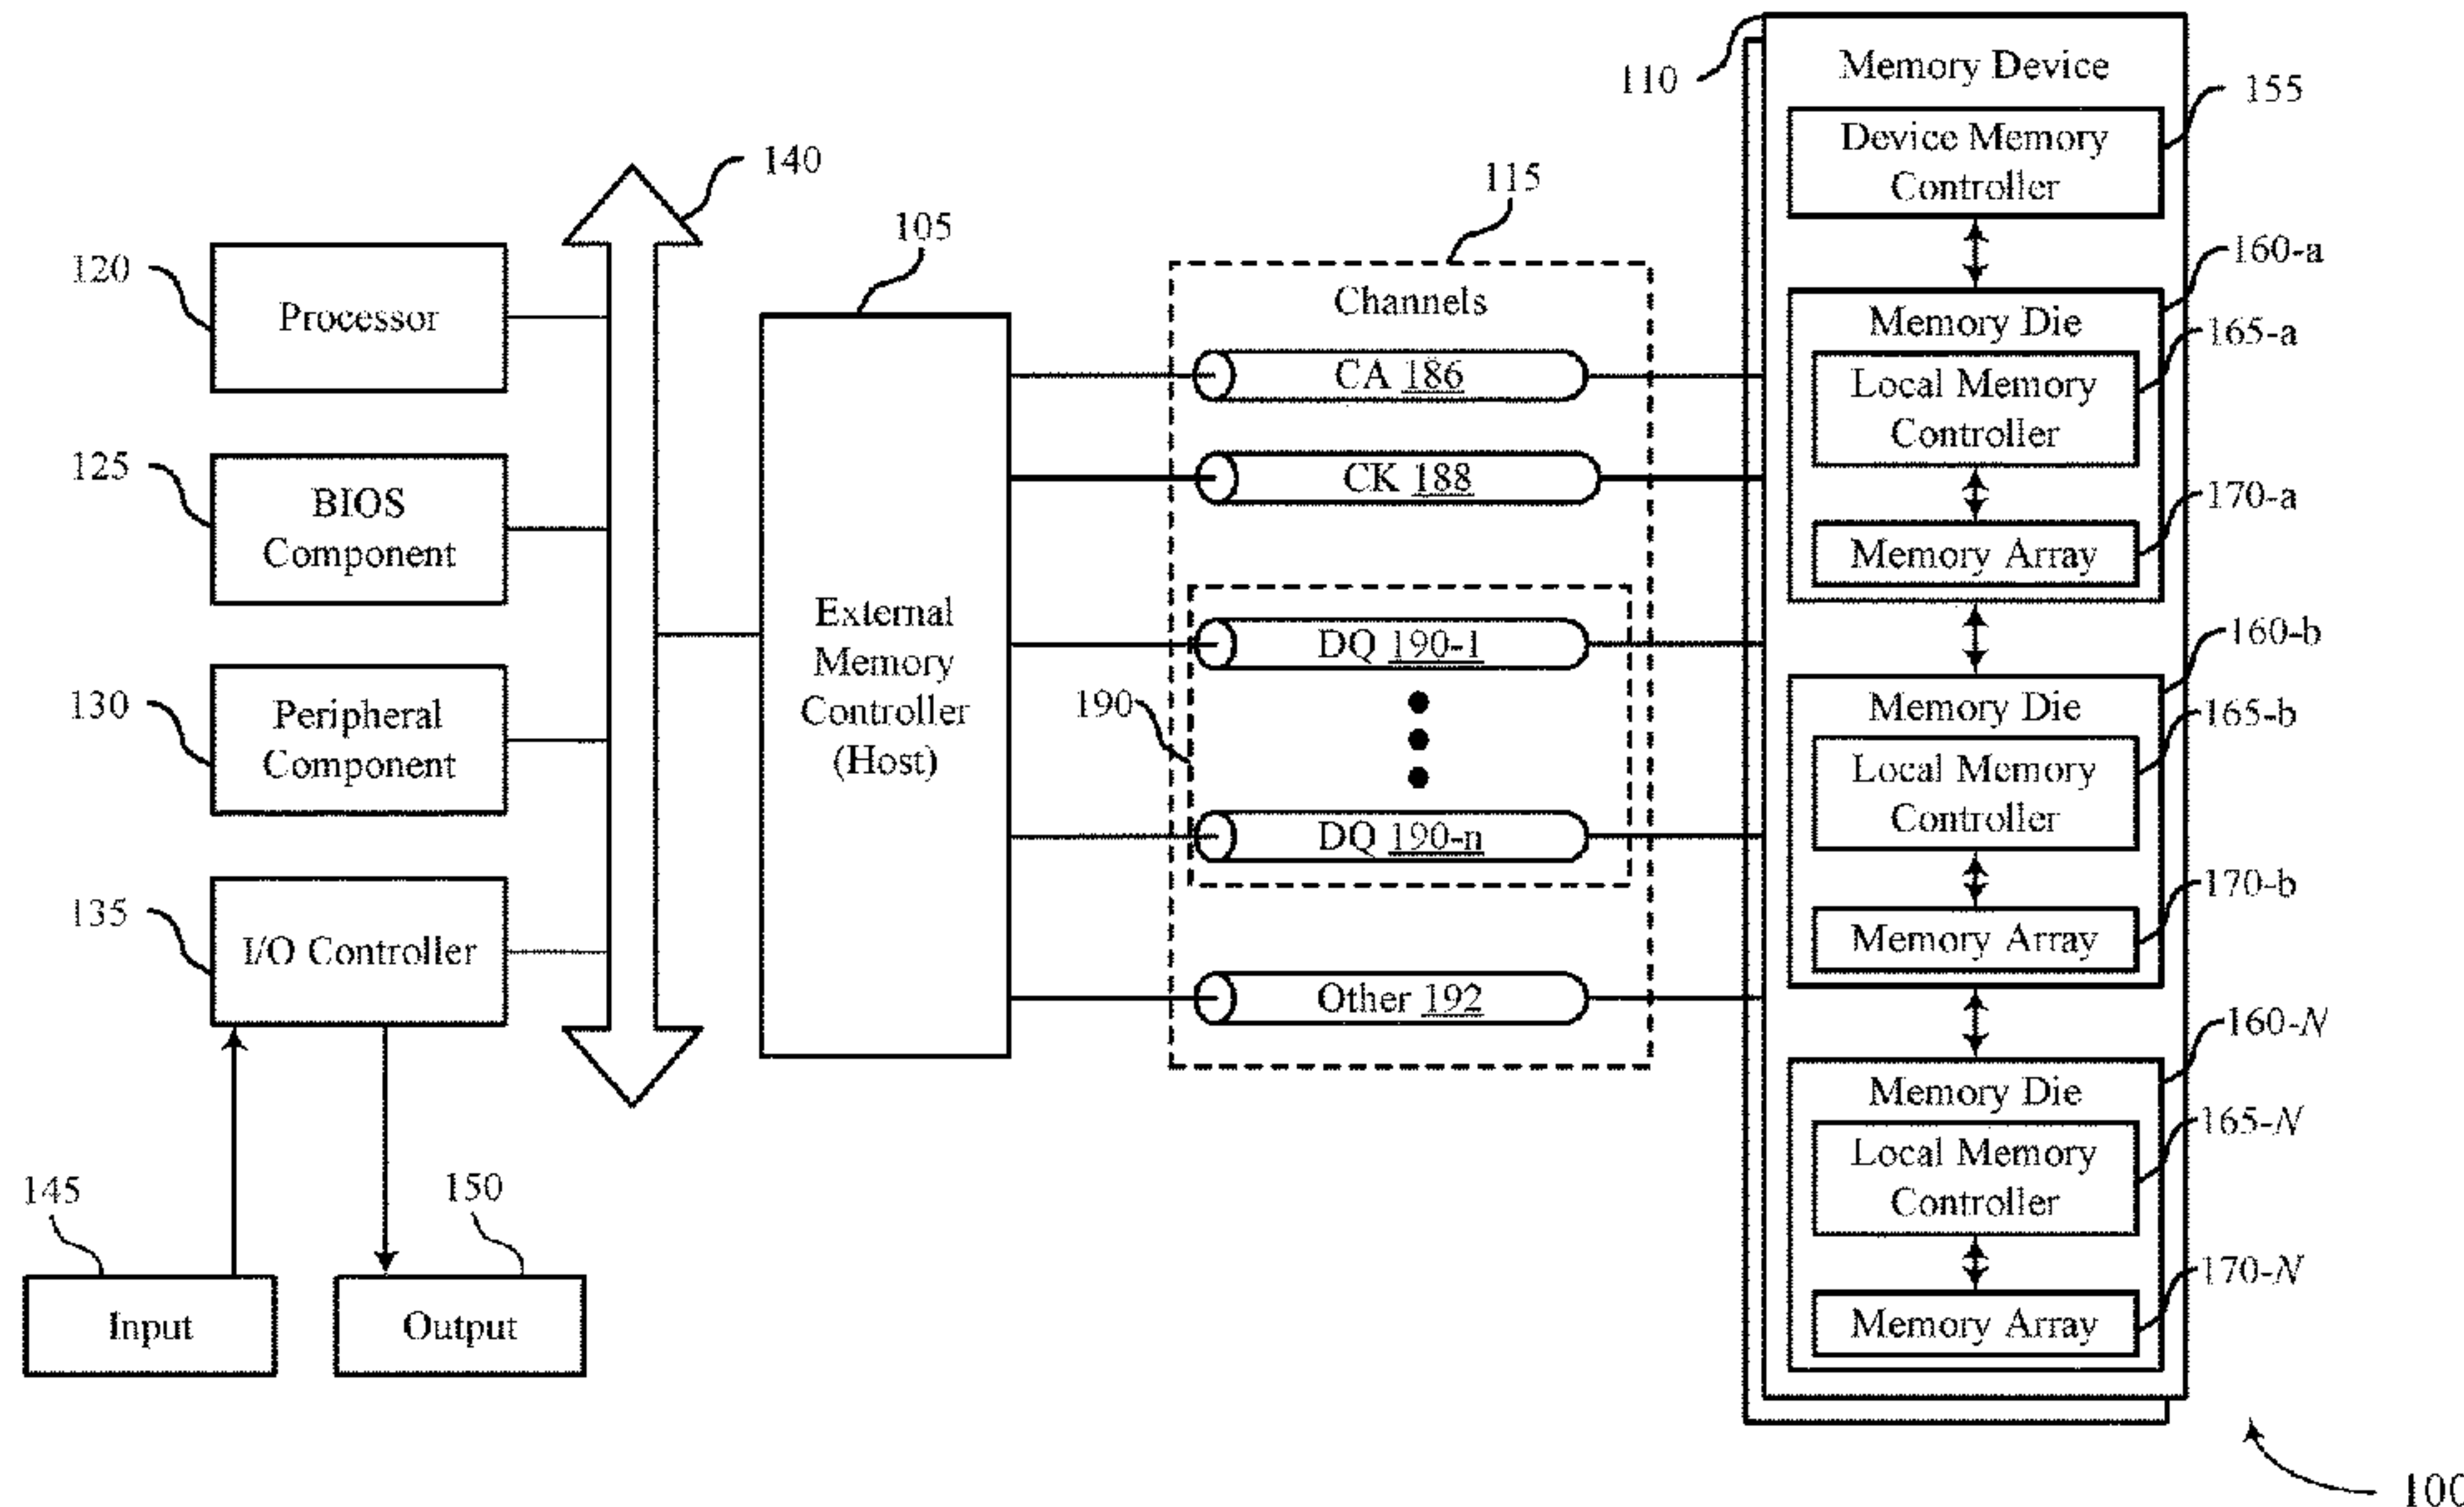 110
Memory Device
155
Device Memory
Controller
140
115
105
160-a
120
Processor
Channels
Memory Die
165-a
CA 186
Local Memory
Controller
125
BIOS
Component
CK 188
170-a
Memory Array
External
Memory
Controller
(Host)
DQ 190-1
160-b
130
Peripheral
Component
190
Memory Die
165-b
Local Memory
Controller
DQ 190-n
135
I/O Controller
170-b
Memory Array
Other 192
160-N
Memory Die
165-N
Local Memory
Controller
145
150
170-N
Input
Output
Memory Array
100